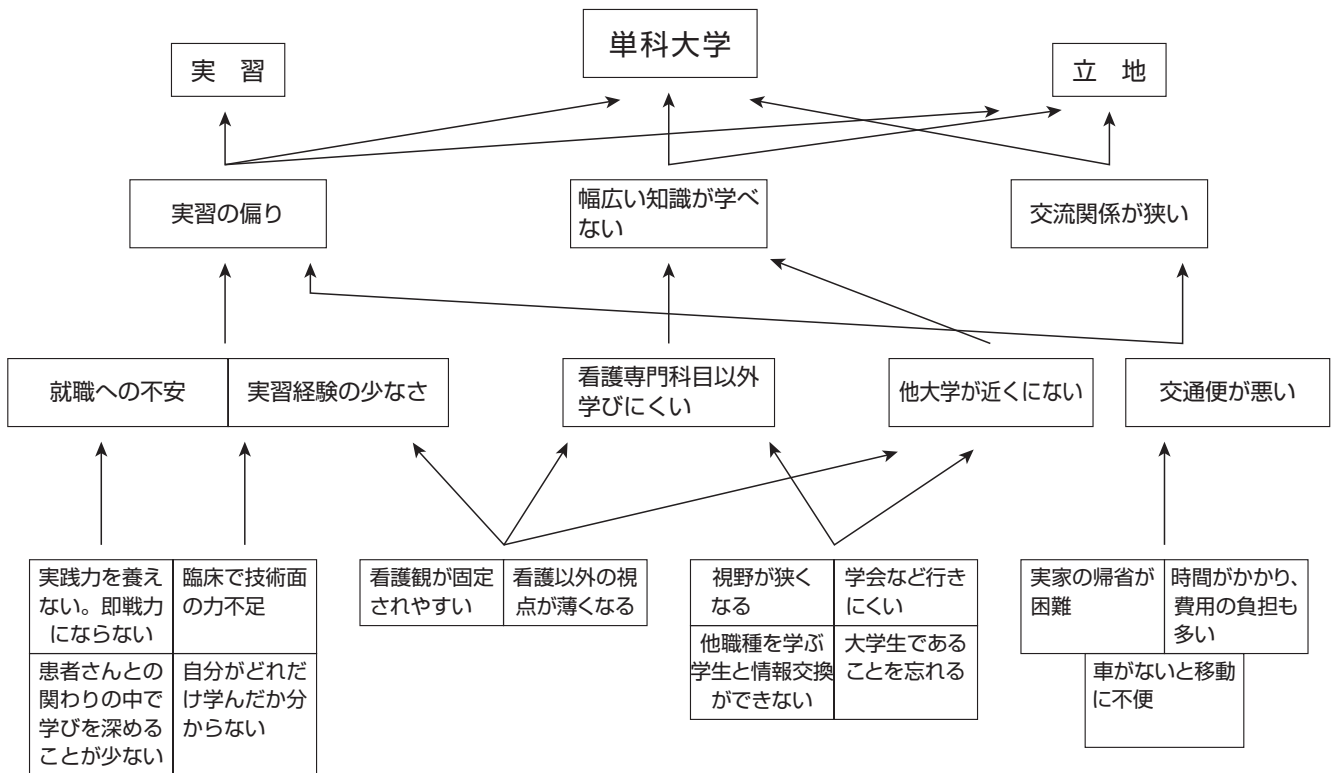 単科大学
実 習
立 地
実習の偏り
幅広い知識が学べ
ない
交流関係が狭い
就職への不安
実習経験の少なさ
看護専門科目以外
学びにくい
他大学が近くにない
交通便が悪い
実践力を養え
ない。即戦力
にならない
臨床で技術面
の力不足
患者さんとの
関わりの中で
学びを深める
ことが少ない
自分がどれだ
け学んだか分
からない
看護観が固定
されやすい
看護以外の視
点が薄くなる
視野が狭く
なる
学会など行き
にくい
他職種を学ぶ
学生と情報交換
ができない
大学生である
ことを忘れる
実家の帰省が
困難
時間がかかり、
費用の負担も
多い
車がないと移動
に不便